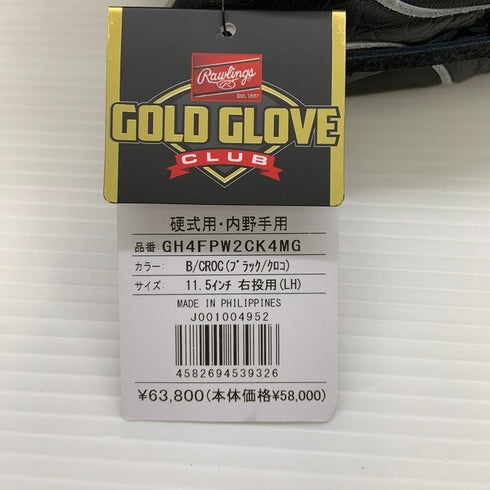 Rawlings
EST. 1887
GOLD GLOVE
CLUB
硬式用・内野手用
品番: GH4FPW2CK4MG
カラー: B/CROC(ﾌﾞﾗｯｸ/ｸﾛｺ)
サイズ: 11.5インチ 右投用(LH)
MADE IN PHILIPPINES
J001004952
4582694539326
¥63,800(本体価格¥58,000)